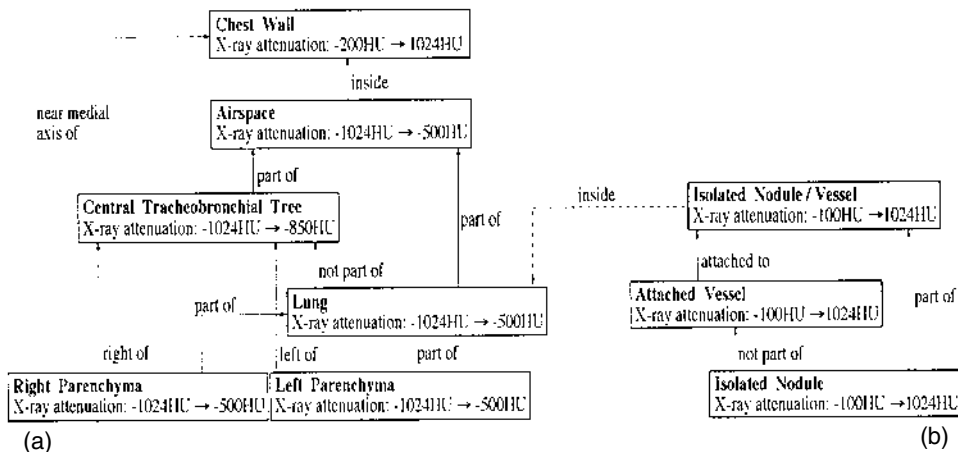 Chest Wall
X-ray attenuation: -200HU → 1024HU
inside
near medial
axis of
Airspace
X-ray attenuation: -1024HU → -500HU
part of
Central Tracheobronchial Tree
X-ray attenuation: -1024HU → -850HU
part of
inside
Isolated Nodule / Vessel
X-ray attenuation: -100HU → 1024HU
not part of
attached to
part of
Lung
X-ray attenuation: -1024HU → -500HU
Attached Vessel
X-ray attenuation: -100HU → 1024HU
part of
right of
left of
part of
not part of
Right Parenchyma
X-ray attenuation: -1024HU → -500HU
Left Parenchyma
X-ray attenuation: -1024HU → -500HU
Isolated Nodule
X-ray attenuation: -100HU → 1024HU
(a)
(b)